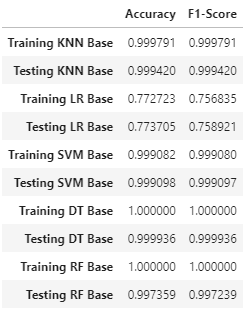 Accuracy F1-Score
Training KNN Base 0.999791 0.999791
Testing KNN Base 0.999420 0.999420
Training LR Base 0.772723 0.756835
Testing LR Base 0.773705 0.758921
Training SVM Base 0.999082 0.999080
Testing SVM Base 0.999098 0.999097
Training DT Base 1.000000 1.000000
Testing DT Base 0.999936 0.999936
Training RF Base 1.000000 1.000000
Testing RF Base 0.997359 0.997239